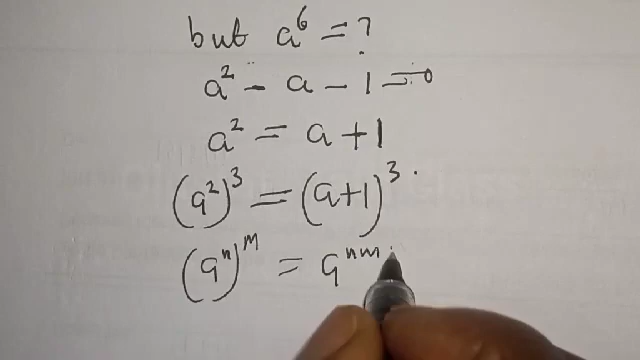 but a⁶ = ?
a² - a - 1 = 0
a² = a + 1
(a²)³ = (a+1)³.
(aⁿ)ᵐ = aⁿᵐ